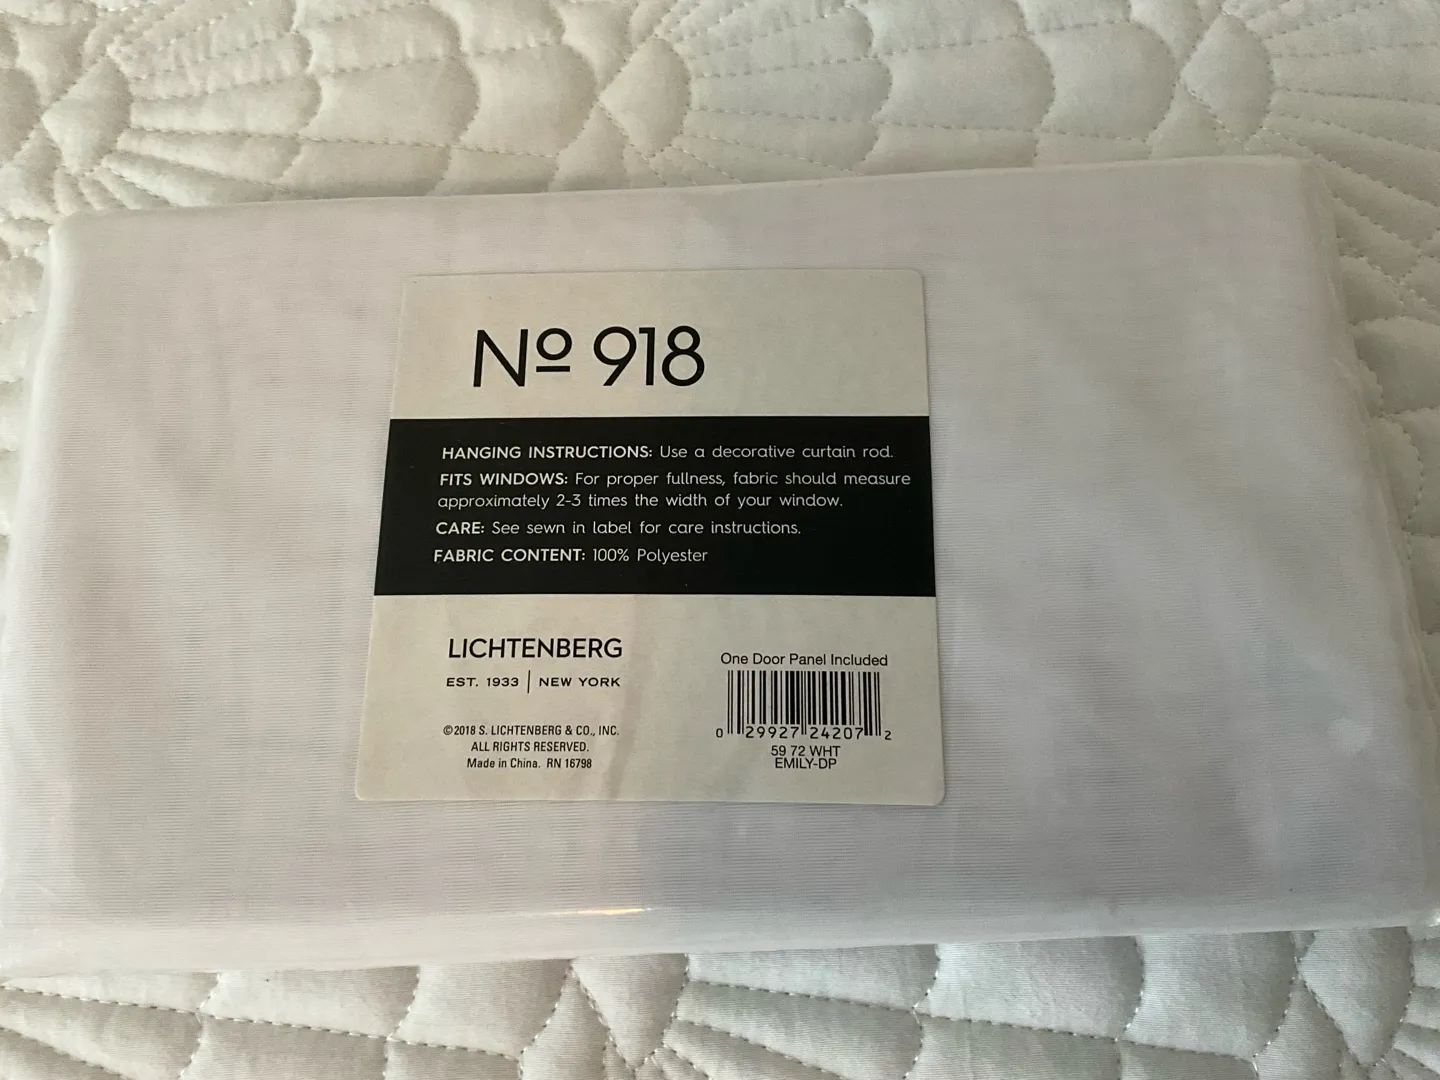 Nº 918
HANGING INSTRUCTIONS: Use a decorative curtain rod.
FITS WINDOWS: For proper fullness, fabric should measure
approximately 2-3 times the width of your window.
CARE: See sewn in label for care instructions.
FABRIC CONTENT: 100% Polyester
LICHTENBERG
EST. 1933 | NEW YORK
©2018 S. LICHTENBERG & CO., INC.
ALL RIGHTS RESERVED.
Made in China. RN 16798
One Door Panel Included
0 29927 24207 2
59 72 WHT
EMILY-DP